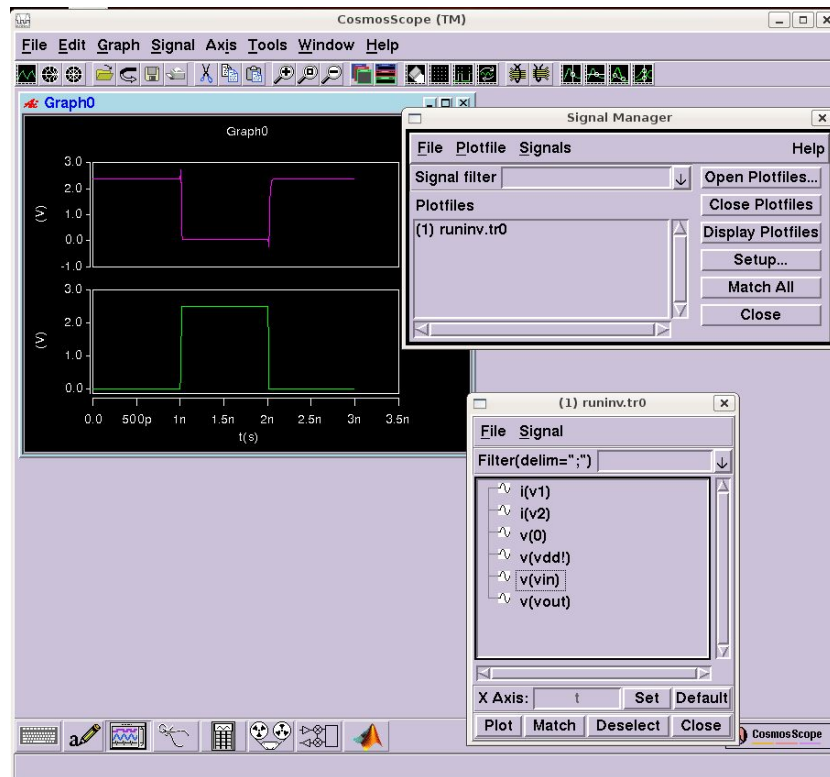 CosmosScope (TM)
File Edit Graph Signal Axis Tools Window Help
Graph0
Graph0
3.0
2.0
(V)
1.0
0.0
-1.0
3.0
2.0
(V)
1.0
0.0
0.0 500p 1n 1.5n 2n 2.5n 3n 3.5n
t(s)
Signal Manager
File Plotfile Signals Help
Signal filter
Open Plotfiles...
Plotfiles
Close Plotfiles
(1) runinv.tr0
Display Plotfiles
Setup...
Match All
Close
(1) runinv.tr0
File Signal
Filter(delim=";")
i(v1)
i(v2)
v(0)
v(vdd!)
v(vin)
v(vout)
X Axis: t Set Default
Plot Match Deselect Close
a
CosmosScope